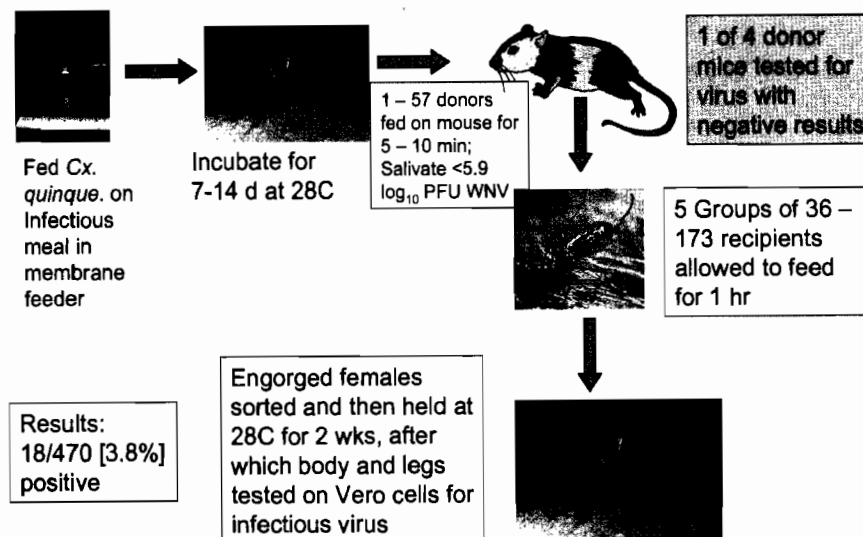 Fed Cx.
quinque. on
Infectious
meal in
membrane
feeder
Incubate for
7-14 d at 28C
1 – 57 donors
fed on mouse for
5 – 10 min;
Salivate <5.9
log10 PFU WNV
1 of 4 donor
mice tested for
virus with
negative results
5 Groups of 36 –
173 recipients
allowed to feed
for 1 hr
Engorged females
sorted and then held at
28C for 2 wks, after
which body and legs
tested on Vero cells for
infectious virus
Results:
18/470 [3.8%]
positive